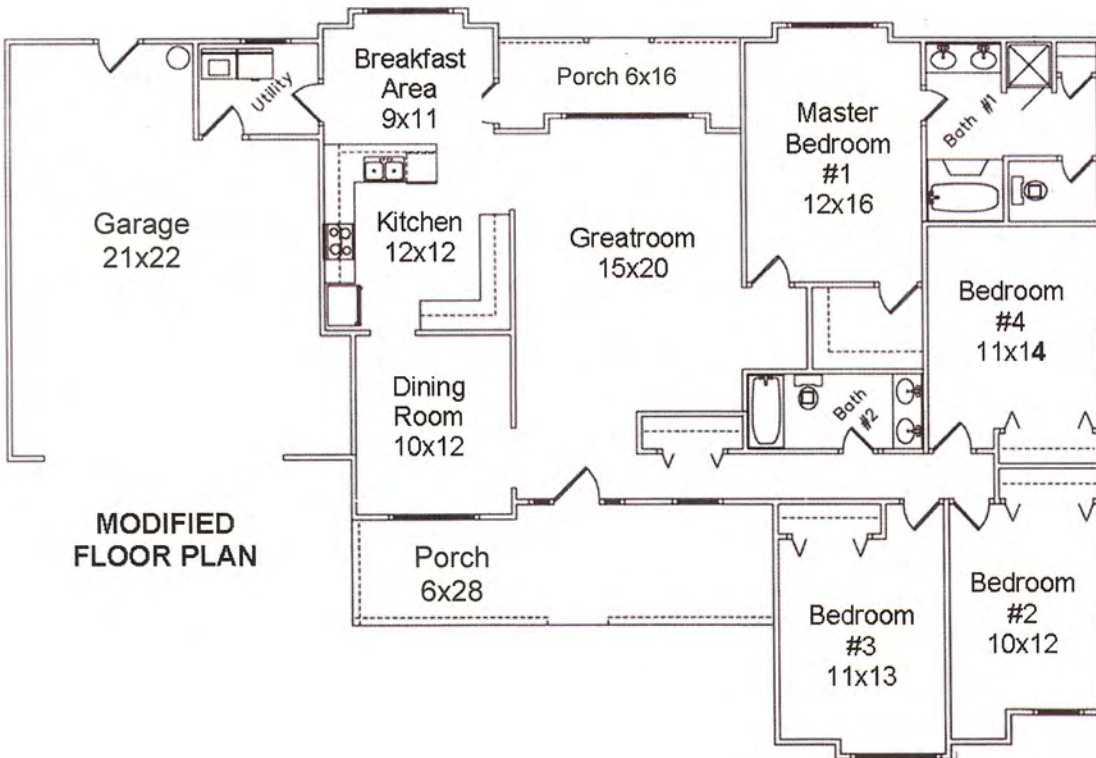 Breakfast
Area
9x11
Porch 6x16
Utility
Master
Bedroom
#1
12x16
Bath #1
Garage
21x22
Kitchen
12x12
Greatroom
15x20
Bedroom
#4
11x14
Dining
Room
10x12
Bath
#2
MODIFIED
FLOOR PLAN
Porch
6x28
Bedroom
#3
11x13
Bedroom
#2
10x12